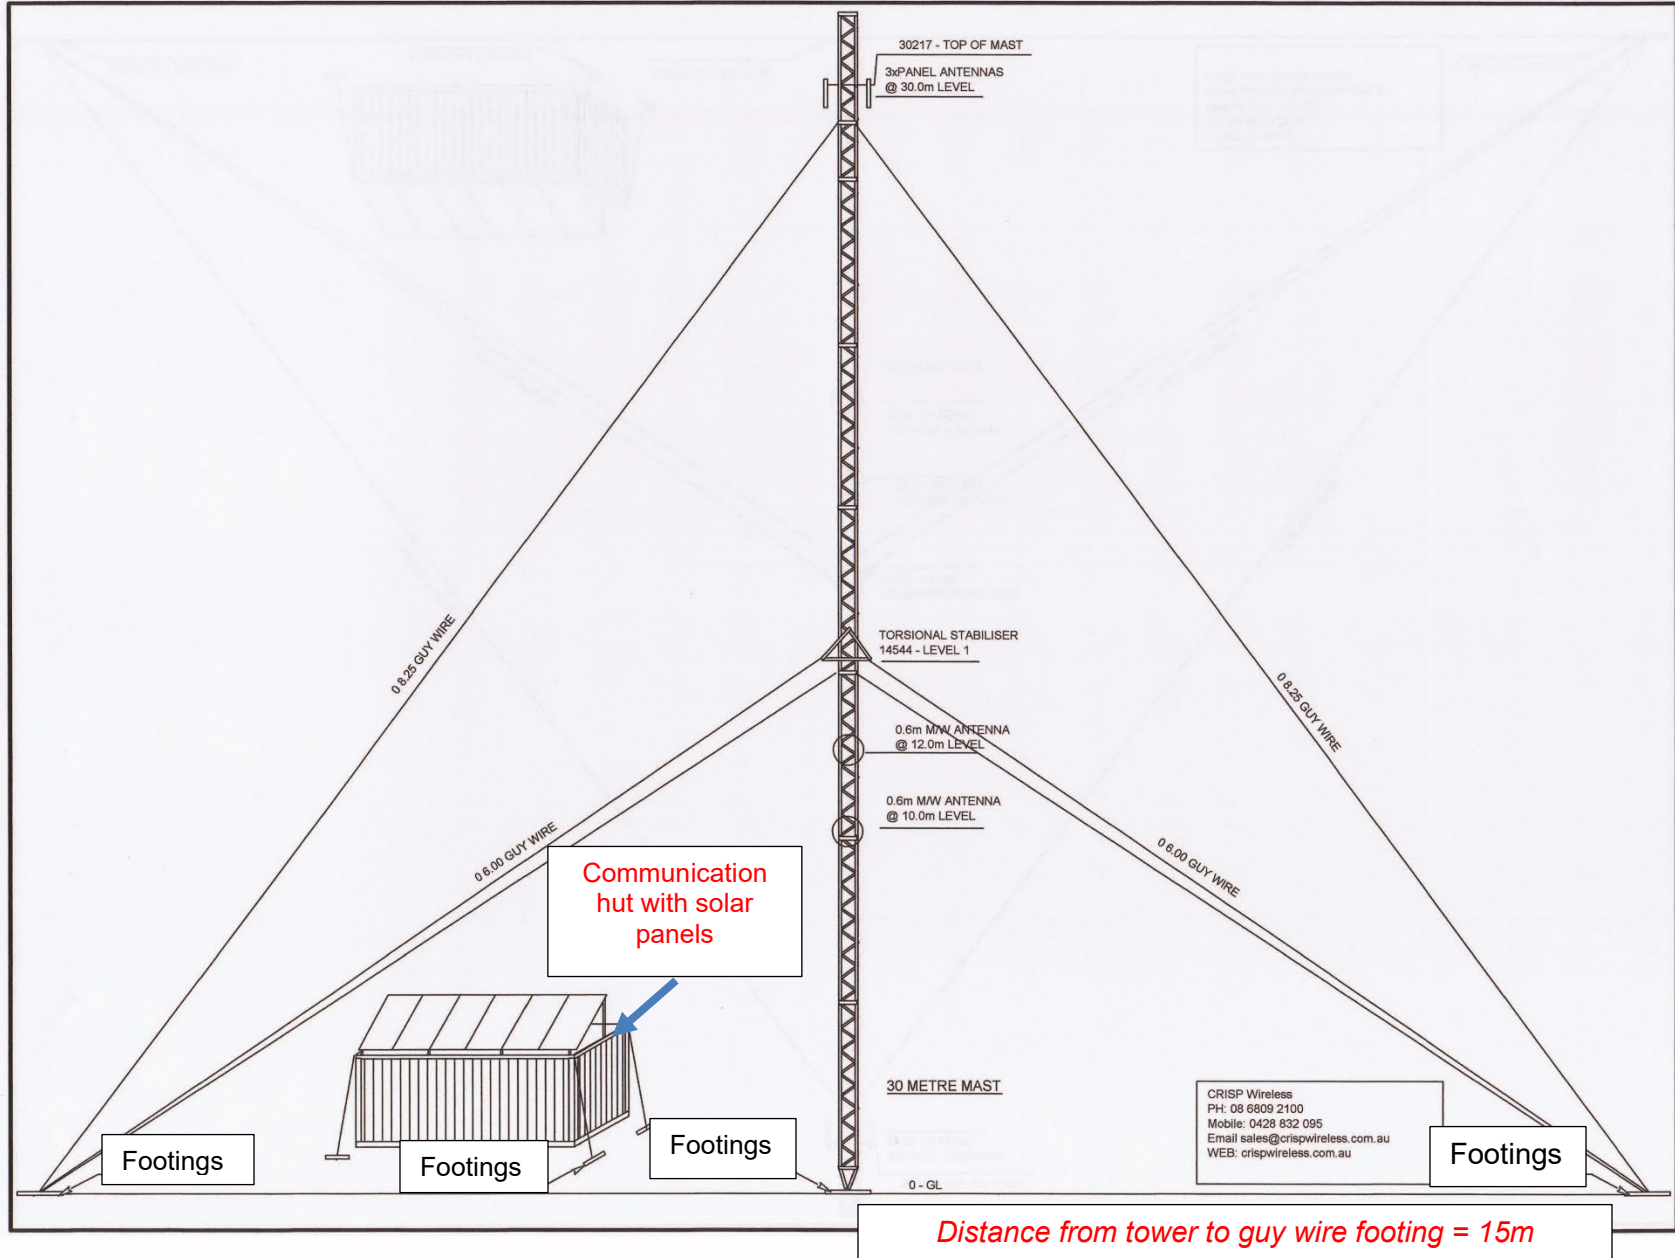 30217 - TOP OF MAST
3xPANEL ANTENNAS
@ 30.0m LEVEL
TORSIONAL STABILISER
14544 - LEVEL 1
0 8.25 GUY WIRE
0 8.25 GUY WIRE
0.6m M/W ANTENNA
@ 12.0m LEVEL
0.6m M/W ANTENNA
@ 10.0m LEVEL
0 6.00 GUY WIRE
0 6.00 GUY WIRE
Communication
hut with solar
panels
30 METRE MAST
CRISP Wireless
PH: 08 6809 2100
Mobile: 0428 832 095
Email sales@crispwireless.com.au
WEB: crispwireless.com.au
Footings
Footings
Footings
Footings
0 - GL
Distance from tower to guy wire footing = 15m